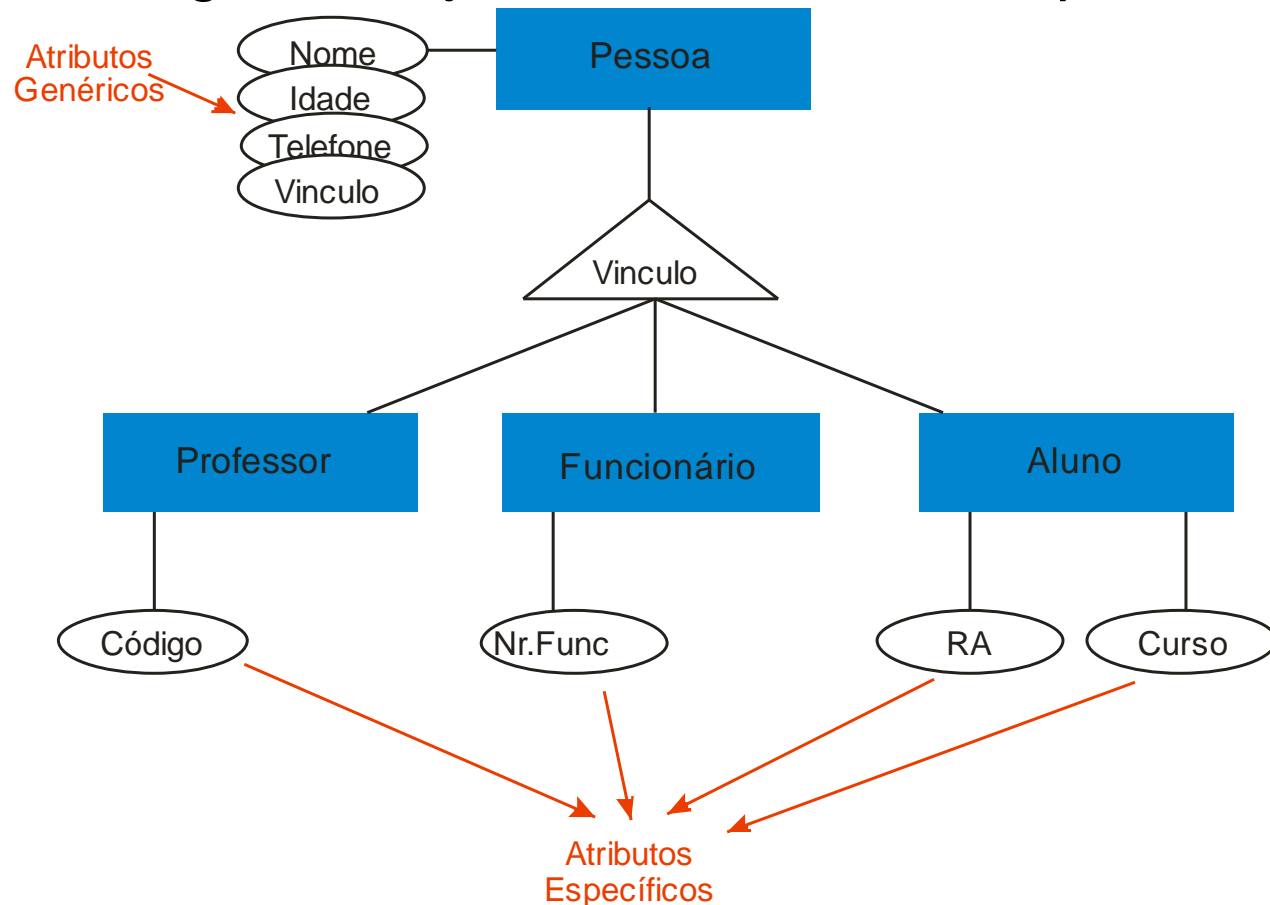 Atributos
Genéricos
Nome
Idade
Telefone
Vinculo
Pessoa
Vinculo
Professor
Funcionário
Aluno
Código
Nr.Func
RA
Curso
Atributos
Específicos